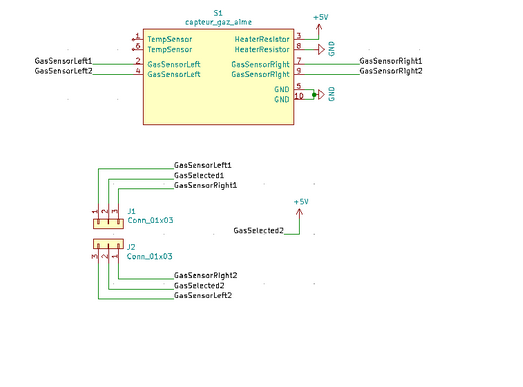 S1
capteur_gaz_aime
+5V
1 TempSensor HeaterResistor 3
6 TempSensor HeaterResistor 8 GND
GasSensorLeft1 2 GasSensorLeft GasSensorRight 7 GasSensorRight1
GasSensorLeft2 4 GasSensorLeft GasSensorRight 9 GasSensorRight2
GND 5 GND
GND 10
GasSensorLeft1
GasSelected1
GasSensorRight1
1 2 3 J1
Conn_01x03
+5V
GasSelected2
J2
Conn_01x03
3 2 1
GasSensorRight2
GasSelected2
GasSensorLeft2